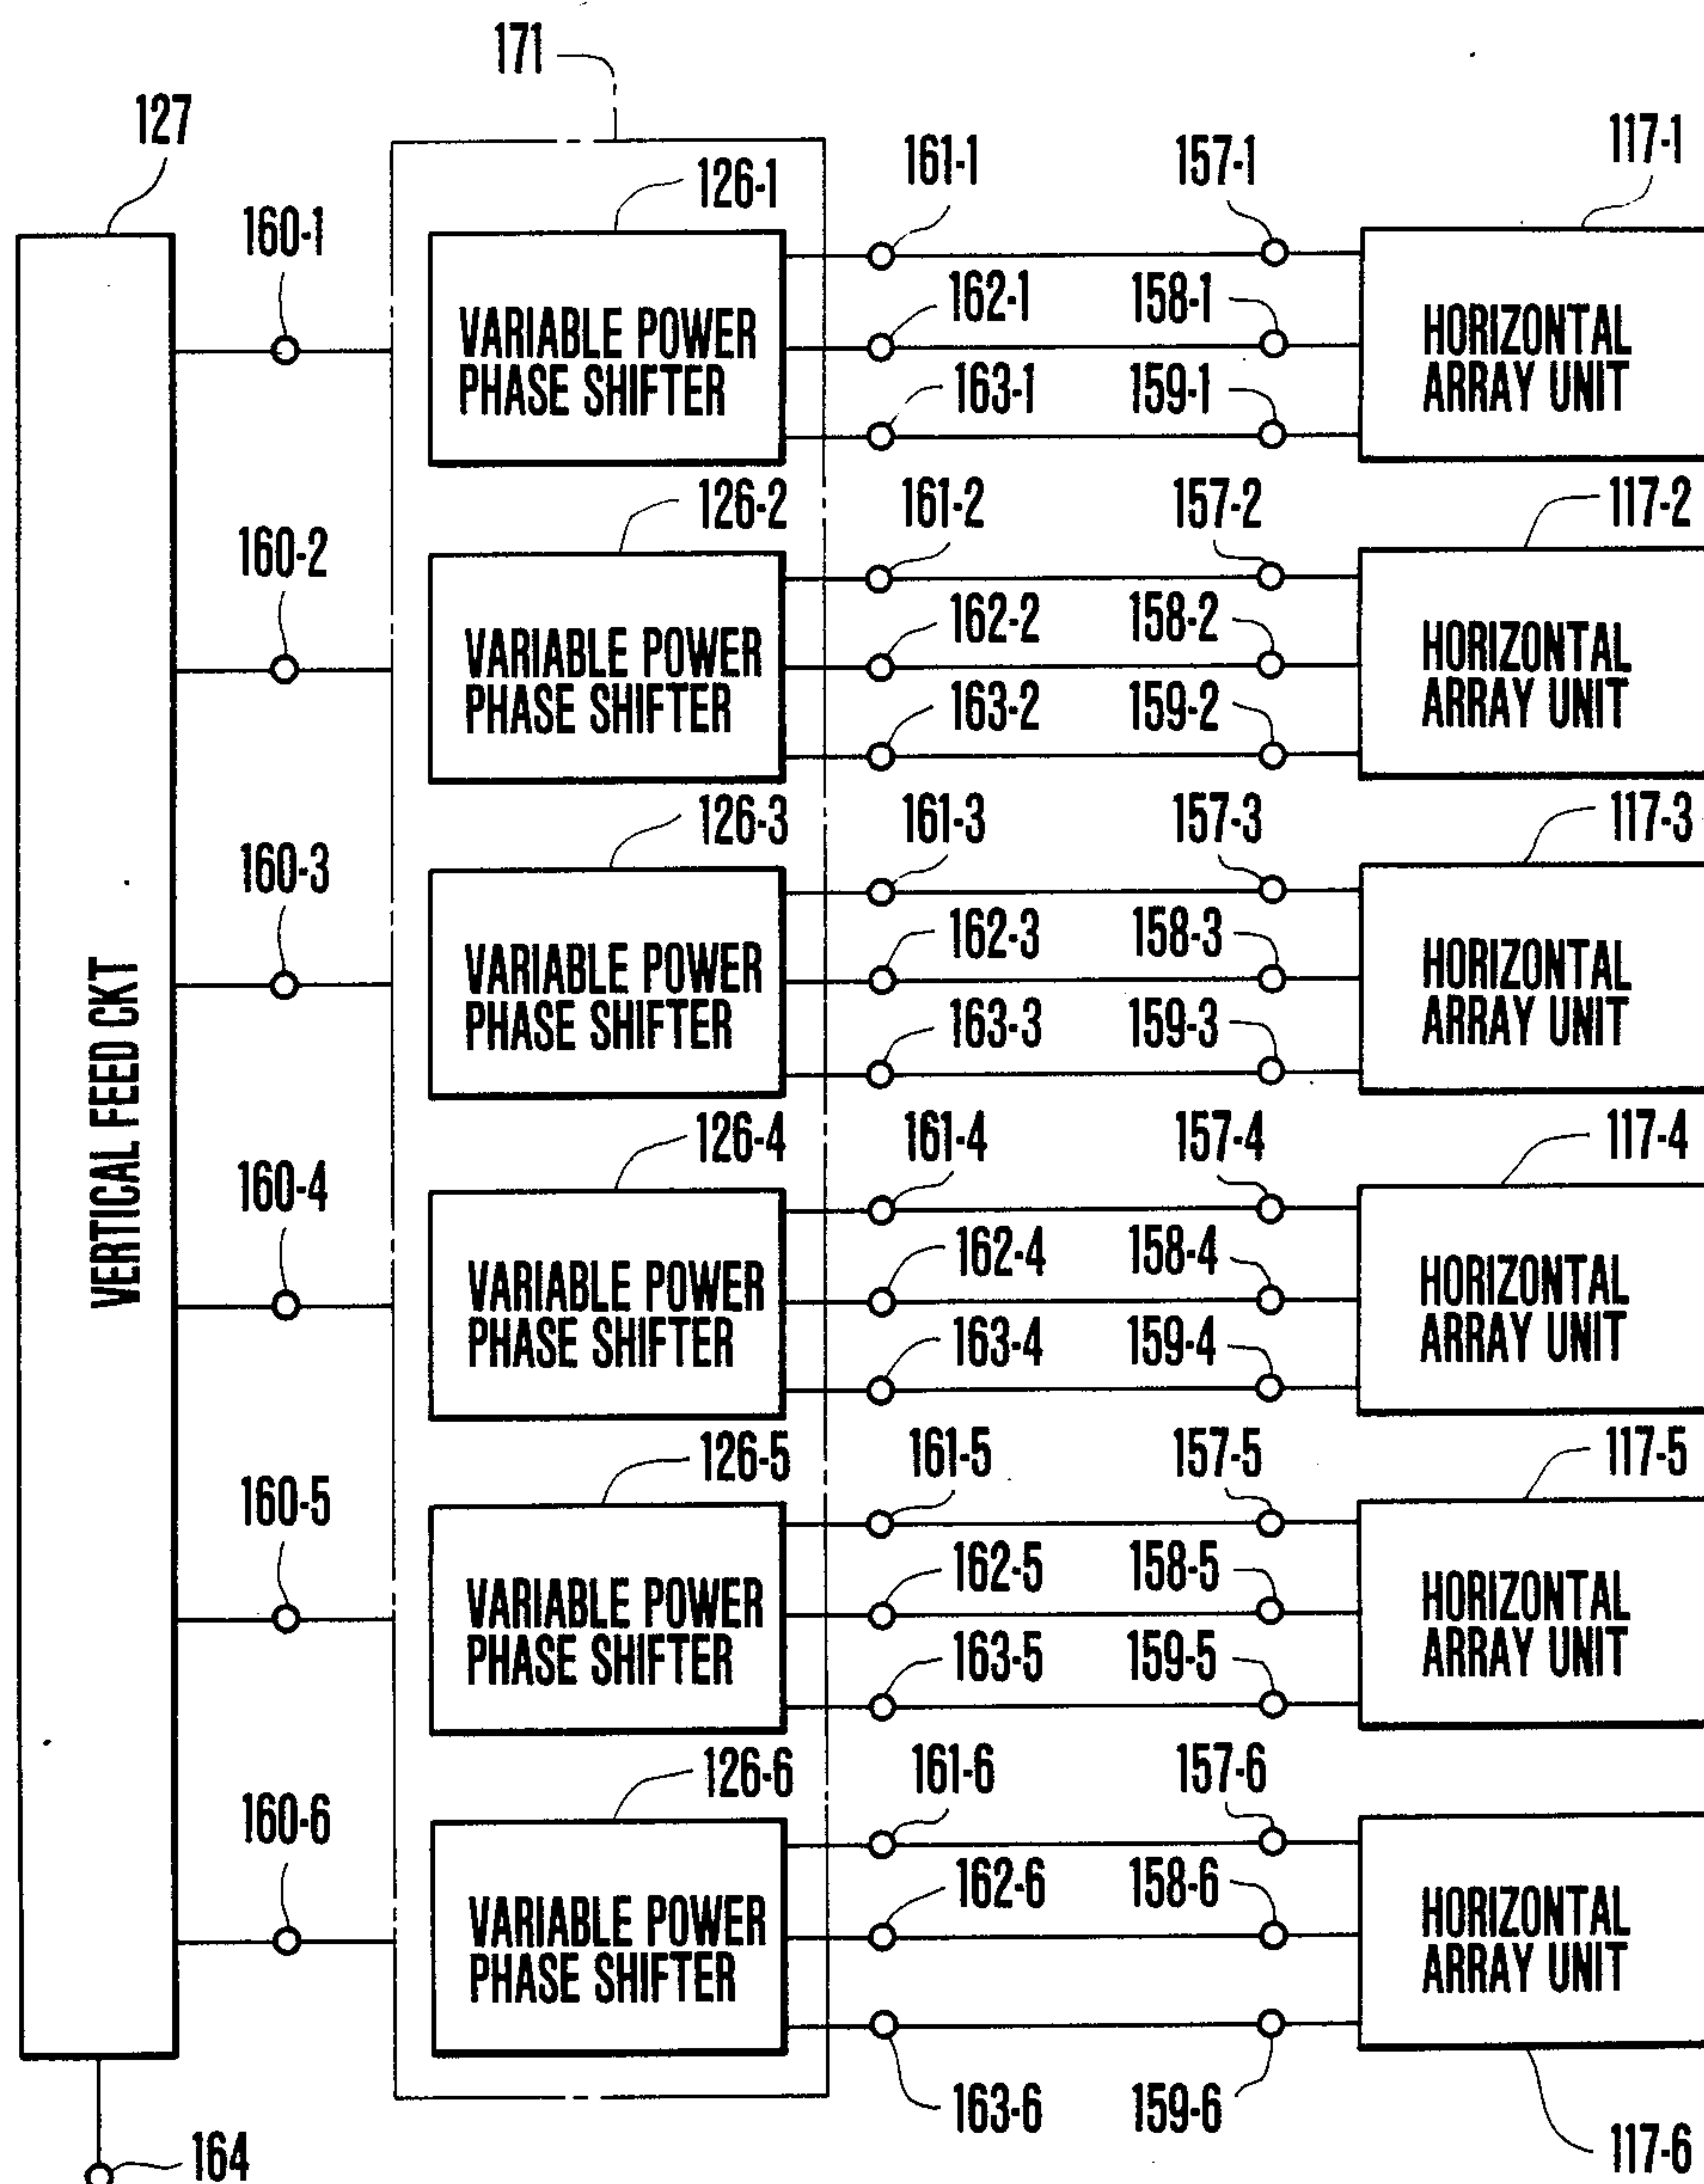 171
127
160-1
126-1
161-1
157-1
117-1
VARIABLE POWER
PHASE SHIFTER
162-1
158-1
163-1
159-1
HORIZONTAL
ARRAY UNIT
160-2
126-2
161-2
157-2
117-2
VARIABLE POWER
PHASE SHIFTER
162-2
158-2
163-2
159-2
HORIZONTAL
ARRAY UNIT
160-3
126-3
161-3
157-3
117-3
VARIABLE POWER
PHASE SHIFTER
162-3
158-3
163-3
159-3
HORIZONTAL
ARRAY UNIT
VERTICAL FEED CKT
160-4
126-4
161-4
157-4
117-4
VARIABLE POWER
PHASE SHIFTER
162-4
158-4
163-4
159-4
HORIZONTAL
ARRAY UNIT
160-5
126-5
161-5
157-5
117-5
VARIABLE POWER
PHASE SHIFTER
162-5
158-5
163-5
159-5
HORIZONTAL
ARRAY UNIT
160-6
126-6
161-6
157-6
VARIABLE POWER
PHASE SHIFTER
162-6
158-6
HORIZONTAL
ARRAY UNIT
163-6
159-6
117-6
164